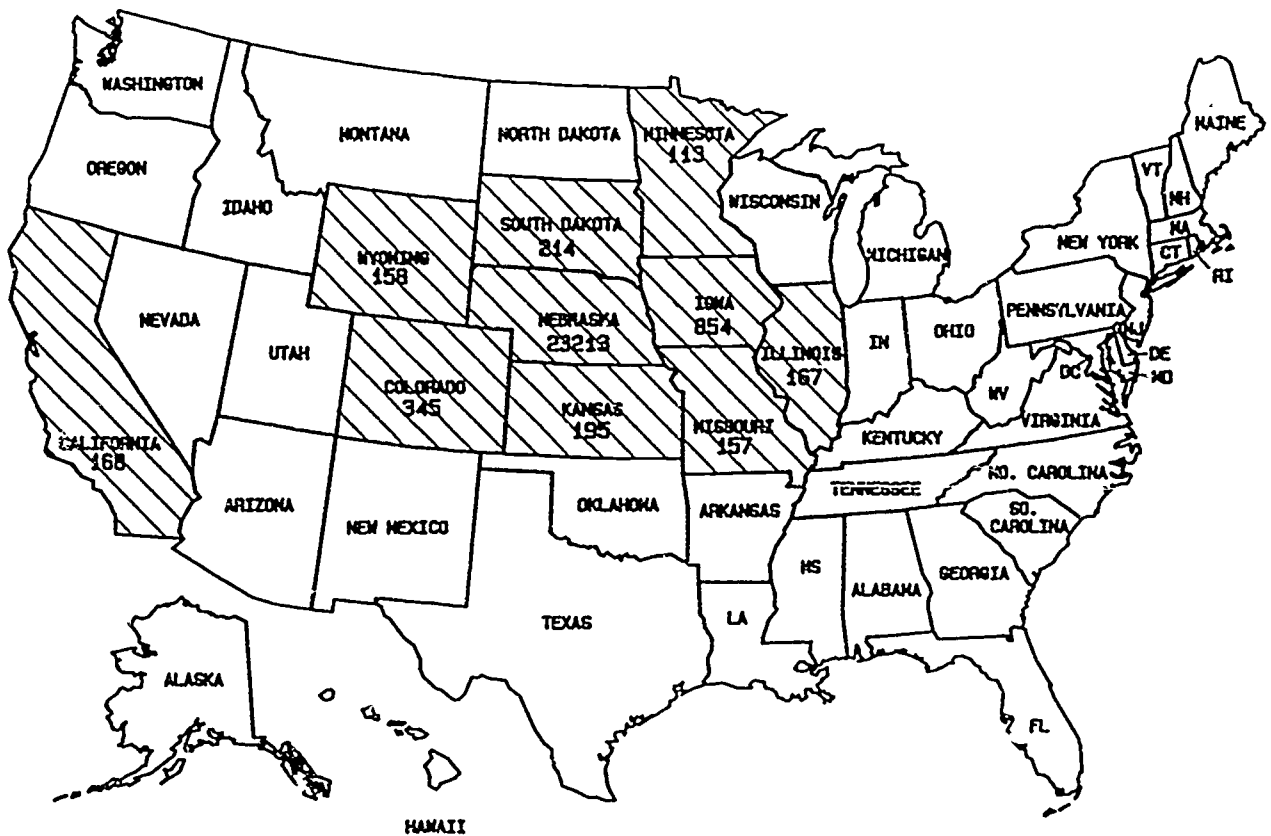 WASHINGTON
MONTANA
NORTH DAKOTA
MINNESOTA
113
MAINE
OREGON
IDAHO
WISCONSIN
VT
NH
SOUTH DAKOTA
MA
NEW YORK
CT
WYOMING
158
MICHIGAN
RI
NEVADA
NEBRASKA
23213
IOWA
854
PENNSYLVANIA
NJ
UTAH
ILLINOIS
167
IN
OHIO
DE
MD
DC
COLORADO
345
KANSAS
195
WV
VIRGINIA
CALIFORNIA
168
MISSOURI
157
KENTUCKY
NO. CAROLINA
TENNESSEE
ARIZONA
NEW MEXICO
OKLAHOMA
ARKANSAS
SO.
CAROLINA
MS
ALABAMA
GEORGIA
TEXAS
LA
ALASKA
FL
HAWAII